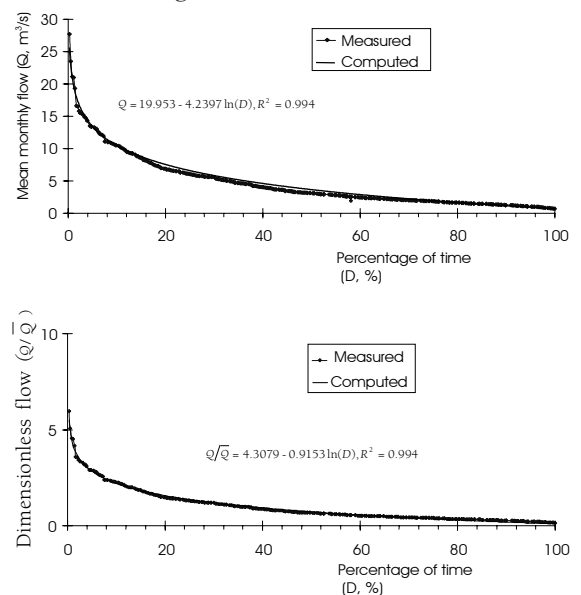 30
25
20
15
10
5
0
Mean monthly flow (Q, m³/s)
Measured
Computed
Q = 19.953 - 4.2397 ln(D), R² = 0.994
0 20 40 60 80 100
Percentage of time
(D, %)
10
5
0
Dimensionless flow (Q/Q̅)
Measured
Computed
Q/Q̅ = 4.3079 - 0.9153 ln(D), R² = 0.994
0 20 40 60 80 100
Percentage of time
(D, %)